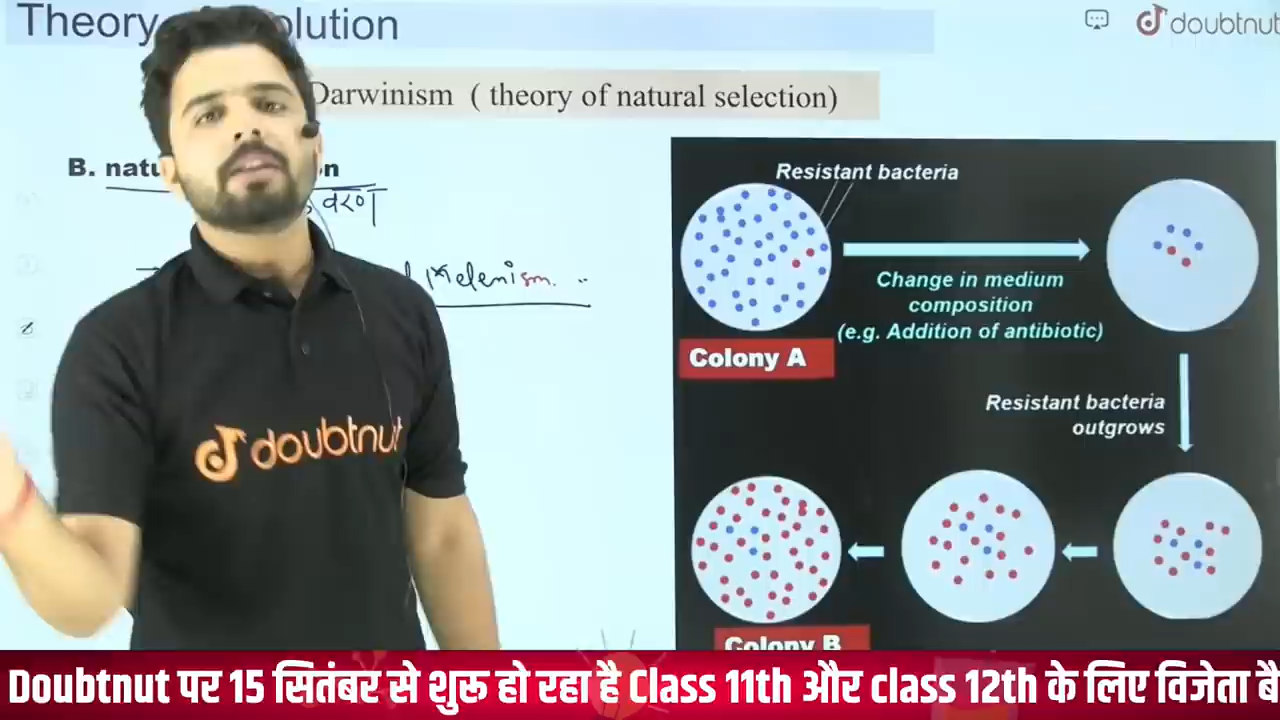 Theory olution
doubtnut
Darwinism ( theory of natural selection)
B. natu n
वरण
elenism. ..
Resistant bacteria
Change in medium
composition
(e.g. Addition of antibiotic)
Colony A
Resistant bacteria
outgrows
doubtnut
Colony B
Doubtnut पर 15 सितंबर से शुरू हो रहा है Class 11th और class 12th के लिए विजेता बै